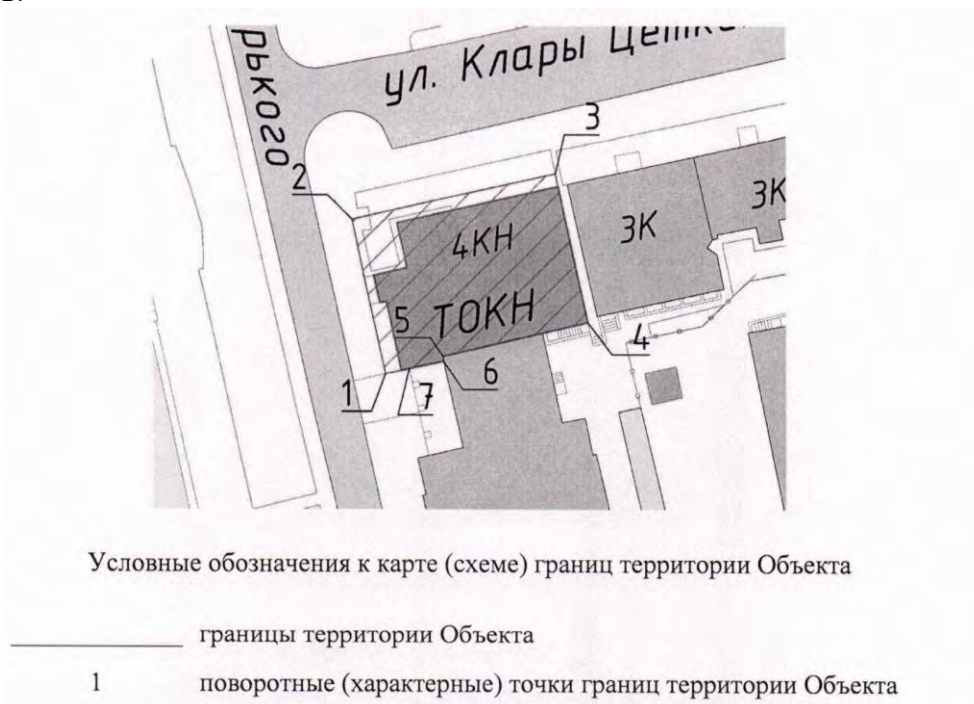 ул. Клары Цетк
рького
3
2
3К
3К
4КН
ТОКН
5
4
6
1
7
Условные обозначения к карте (схеме) границ территории Объекта
границы территории Объекта
1 поворотные (характерные) точки границ территории Объекта